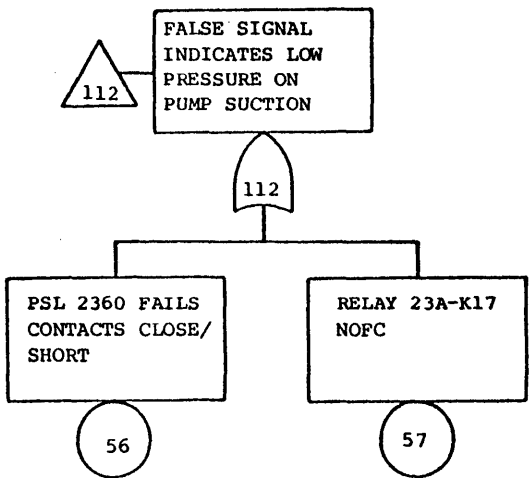 FALSE SIGNAL
INDICATES LOW
PRESSURE ON
PUMP SUCTION
112
112
PSL 2360 FAILS
CONTACTS CLOSE/
SHORT
RELAY 23A-K17
NOFC
56
57